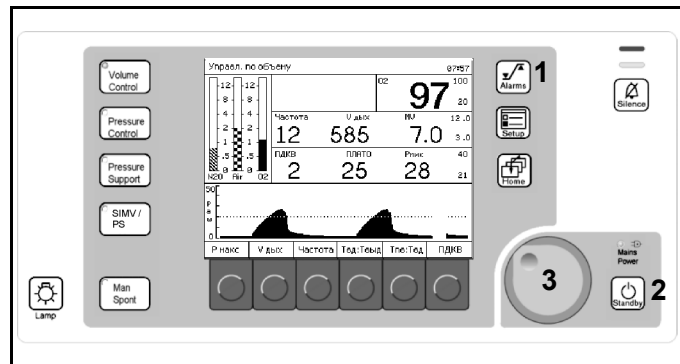 Volume
Control
Pressure
Control
Pressure
Support
SIMV /
PS
Man
Spont
Lamp
Управл. по объему
07:57
12 12
8 8
4 4
2 2
1 1
.5 .5
0 0
N2O Air O2
O2
97
100
20
Частота
12
V дых
585
MV
7.0
12.0
3.0
ПДКВ
2
ПЛАТО
25
Pпик
28
40
21
50
P
a
w
0
P макс V дых Частота Твд:Твыд Тпв:Твд ПДКВ
Alarms
1
Setup
Home
Silence
Mains
Power
3
Standby
2